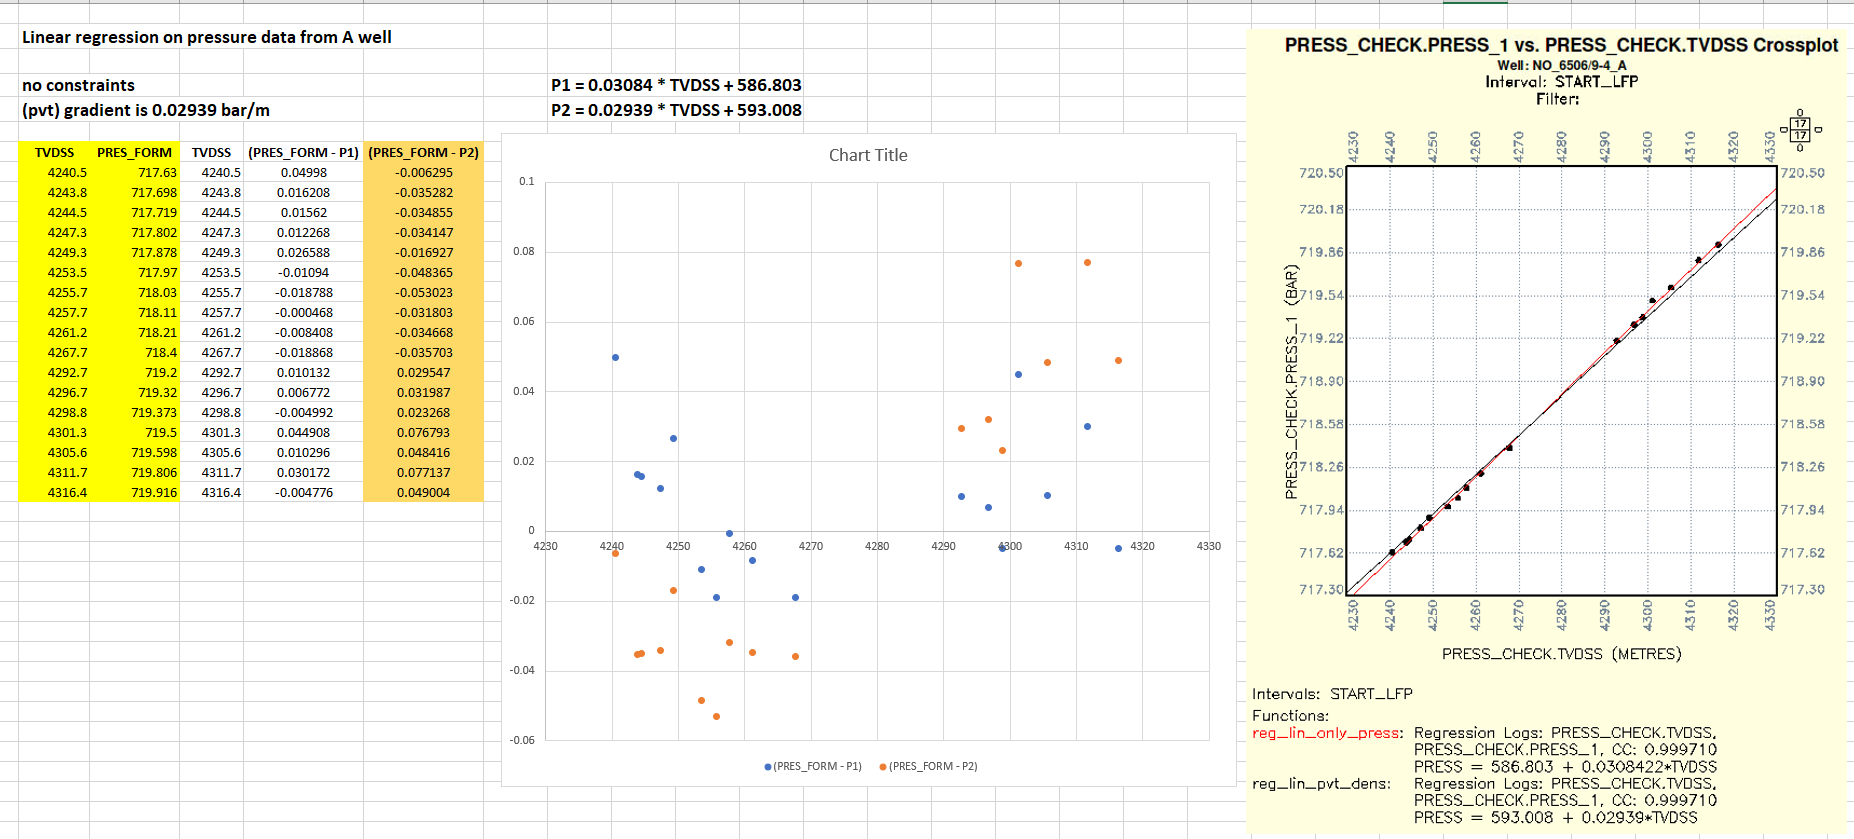 Linear regression on pressure data from A well
no constraints
(pvt) gradient is 0.02939 bar/m
P1 = 0.03084 * TVDSS + 586.803
P2 = 0.02939 * TVDSS + 593.008
TVDSS PRES_FORM TVDSS (PRES_FORM - P1) (PRES_FORM - P2)
4240.5 717.63 4240.5 0.04998 -0.006295
4243.8 717.698 4243.8 0.016208 -0.035282
4244.5 717.719 4244.5 0.01562 -0.034855
4247.3 717.802 4247.3 0.012268 -0.034147
4249.3 717.878 4249.3 0.026588 -0.016927
4253.5 717.97 4253.5 -0.01094 -0.048365
4255.7 718.03 4255.7 -0.018788 -0.053023
4257.7 718.11 4257.7 -0.000468 -0.031803
4261.2 718.21 4261.2 -0.008408 -0.034668
4267.7 718.4 4267.7 -0.018868 -0.035703
4292.7 719.2 4292.7 0.010132 0.029547
4296.7 719.32 4296.7 0.006772 0.031987
4298.8 719.373 4298.8 -0.004992 0.023268
4301.3 719.5 4301.3 0.044908 0.076793
4305.6 719.598 4305.6 0.010296 0.048416
4311.7 719.806 4311.7 0.030172 0.077137
4316.4 719.916 4316.4 -0.004776 0.049004
Chart Title
0.1
0.08
0.06
0.04
0.02
0
-0.02
-0.04
-0.06
4230 4240 4250 4260 4270 4280 4290 4300 4310 4320 4330
(PRES_FORM - P1) (PRES_FORM - P2)
PRESS_CHECK.PRESS_1 vs. PRESS_CHECK.TVDSS Crossplot
Well: NO_6506/9-4_A
Interval: START_LFP
Filter:
0
0 17 0
17
0
4230 4240 4250 4260 4270 4280 4290 4300 4310 4320 4330
720.50 720.50
720.18 720.18
719.86 719.86
719.54 719.54
719.22 719.22
718.90 718.90
718.58 718.58
718.26 718.26
717.94 717.94
717.62 717.62
717.30 717.30
PRESS_CHECK.PRESS_1 (BAR)
4230 4240 4250 4260 4270 4280 4290 4300 4310 4320 4330
PRESS_CHECK.TVDSS (METRES)
Intervals: START_LFP
Functions:
reg_lin_only_press: Regression Logs: PRESS_CHECK.TVDSS,
PRESS_CHECK.PRESS_1, CC: 0.999710
PRESS = 586.803 + 0.0308422*TVDSS
reg_lin_pvt_dens: Regression Logs: PRESS_CHECK.TVDSS,
PRESS_CHECK.PRESS_1, CC: 0.999710
PRESS = 593.008 + 0.02939*TVDSS